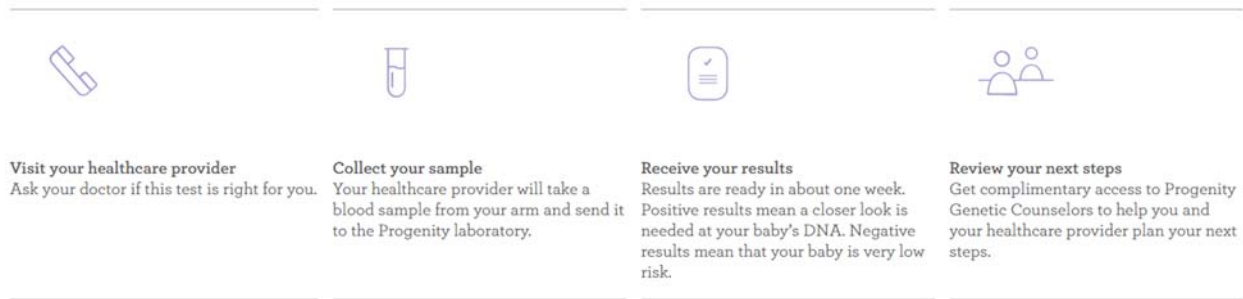 Visit your healthcare provider
Ask your doctor if this test is right for you.
Collect your sample
Your healthcare provider will take a
blood sample from your arm and send it
to the Progenity laboratory.
Receive your results
Results are ready in about one week.
Positive results mean a closer look is
needed at your baby's DNA. Negative
results mean that your baby is very low
risk.
Review your next steps
Get complimentary access to Progenity
Genetic Counselors to help you and
your healthcare provider plan your next
steps.